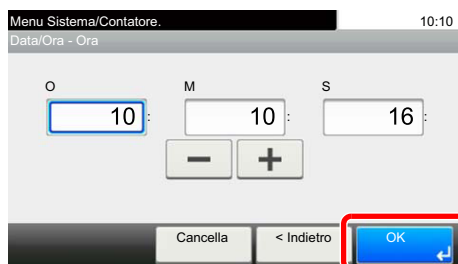 Menu Sistema/Contatore. 10:10
Data/Ora - Ora
O M S
10 : 10 : 16 :
− +
Cancella < Indietro OK